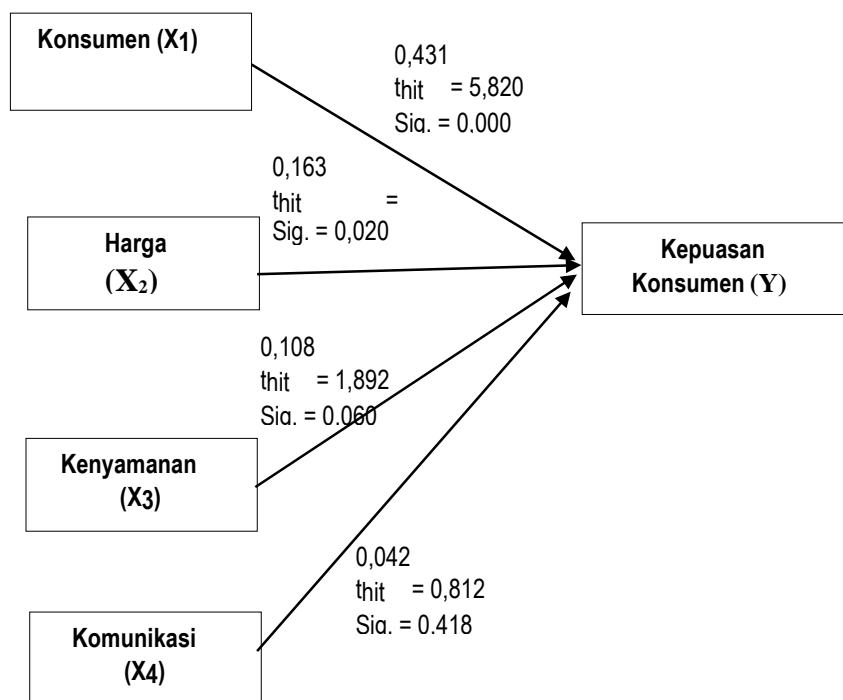 Konsumen (X1)
0,431
thit = 5,820
Sig. = 0,000
0,163
thit =
Sig. = 0,020
Harga
(X2)
Kepuasan
Konsumen (Y)
0,108
thit = 1,892
Sig. = 0,060
Kenyamanan
(X3)
0,042
thit = 0,812
Sig. = 0,418
Komunikasi
(X4)